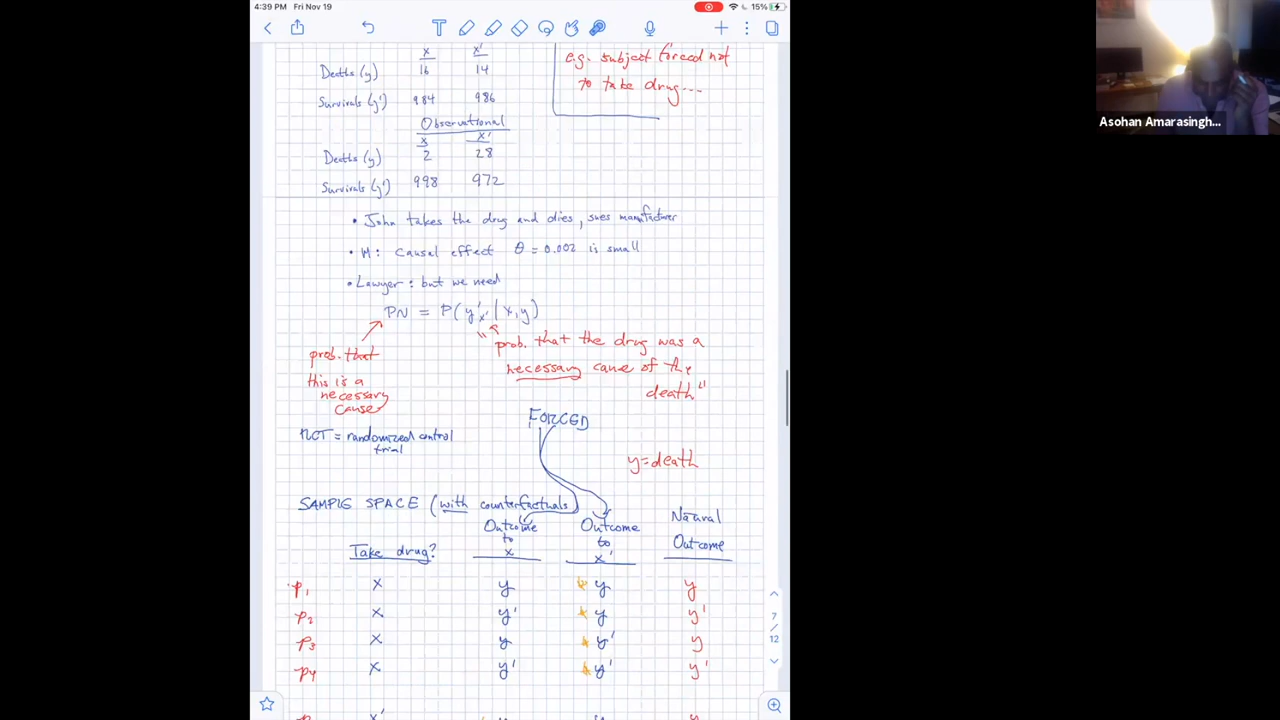 4:39 PM Fri Nov 19
15%
x x'
e.g. subject forced not
Deaths (y) 16 14
to take drug...
Survivals (y') 984 986
Observational
x x'
Deaths (y) 2 28
Survivals (y') 998 972
• John takes the drug and dies, sues manufacturer
• M: Causal effect θ = 0.002 is small
• Lawyer: but we need
PN = P(y'x' | x, y)
"prob. that the drug was a
necessary cause of the
death"
prob. that
this is a
necessary
cause
FORCED
RCT = randomized control
trial
y=death
SAMPLE SPACE (with counterfactuals)
Take drug?
Outcome
to
x
Outcome
to
x'
Natural
Outcome
p1 x y y y
p2 x y' y y'
p3 x y y' y
p4 x y' y' y'
x' y y y
7
/
12
Asohan Amarasingh...